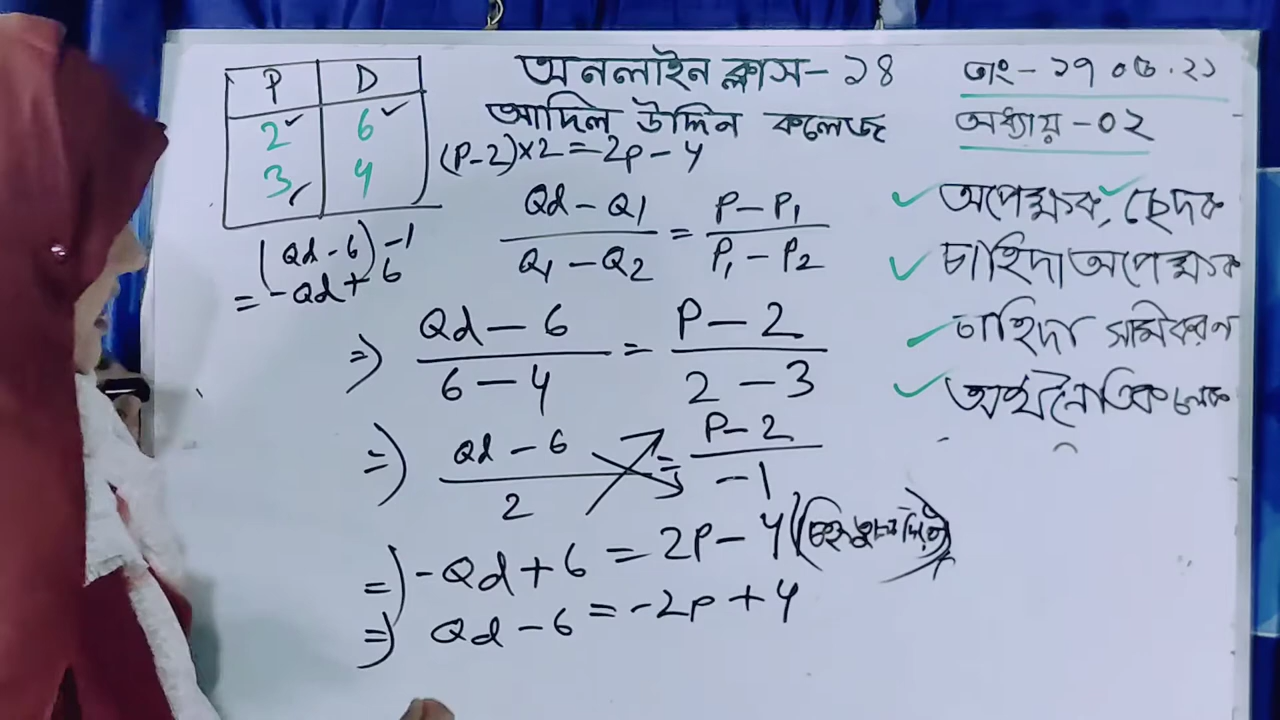 অনলাইন ক্লাস-১৪
আদিল উদ্দিন কলেজ
তাং-১৭.০৫.২১
অধ্যায়-০২
P D
2 6
3 4
(P-2)×2=2P-4
(Qd-6)-1
=-Qd+6
Qd-Q1/Q1-Q2 = P-P1/P1-P2
⇒ Qd-6/6-4 = P-2/2-3
⇒ Qd-6/2 = P-2/-1
⇒ -Qd+6=2P-4
⇒ Qd-6=-2P+4
অপেক্ষক, ছেদক
চাহিদা অপেক্ষক
চাহিদা সমিকরণ
অর্থনৈতিক